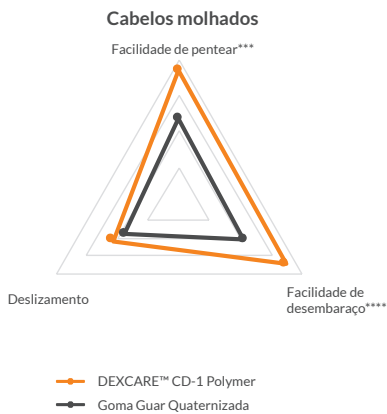 Cabelos molhados
Facilidade de pentear***
Deslizamento
Facilidade de
desembaraço****
DEXCARE™ CD-1 Polymer
Goma Guar Quaternizada